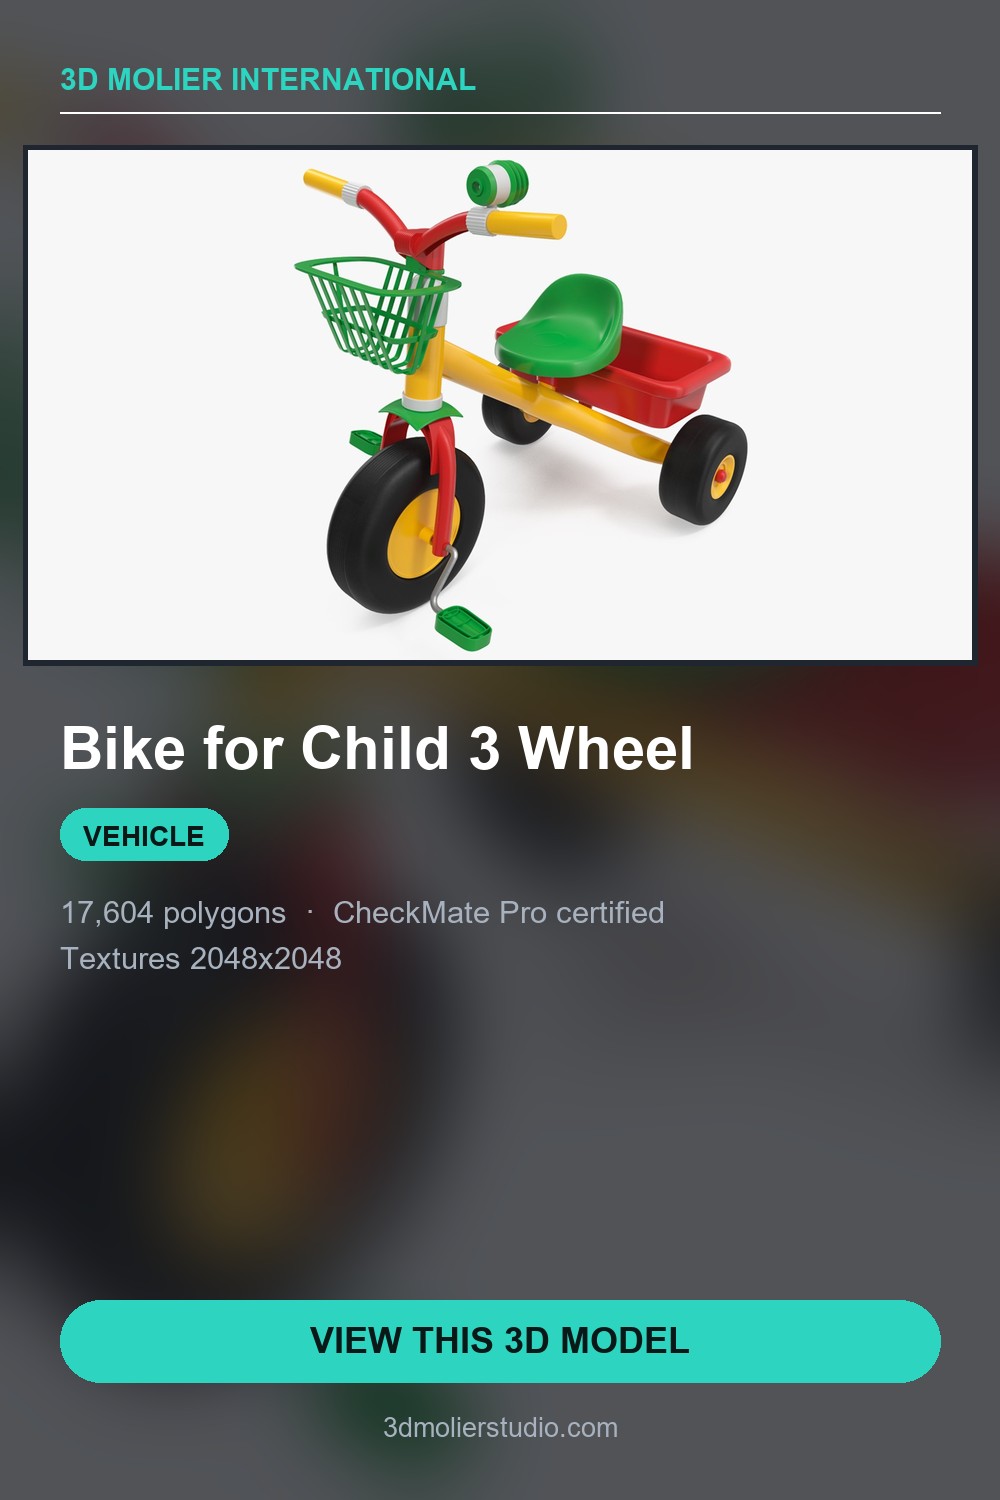 3D MOLIER INTERNATIONAL
Bike for Child 3 Wheel
VEHICLE
17,604 polygons · CheckMate Pro certified
Textures 2048x2048
VIEW THIS 3D MODEL
3dmolierstudio.com